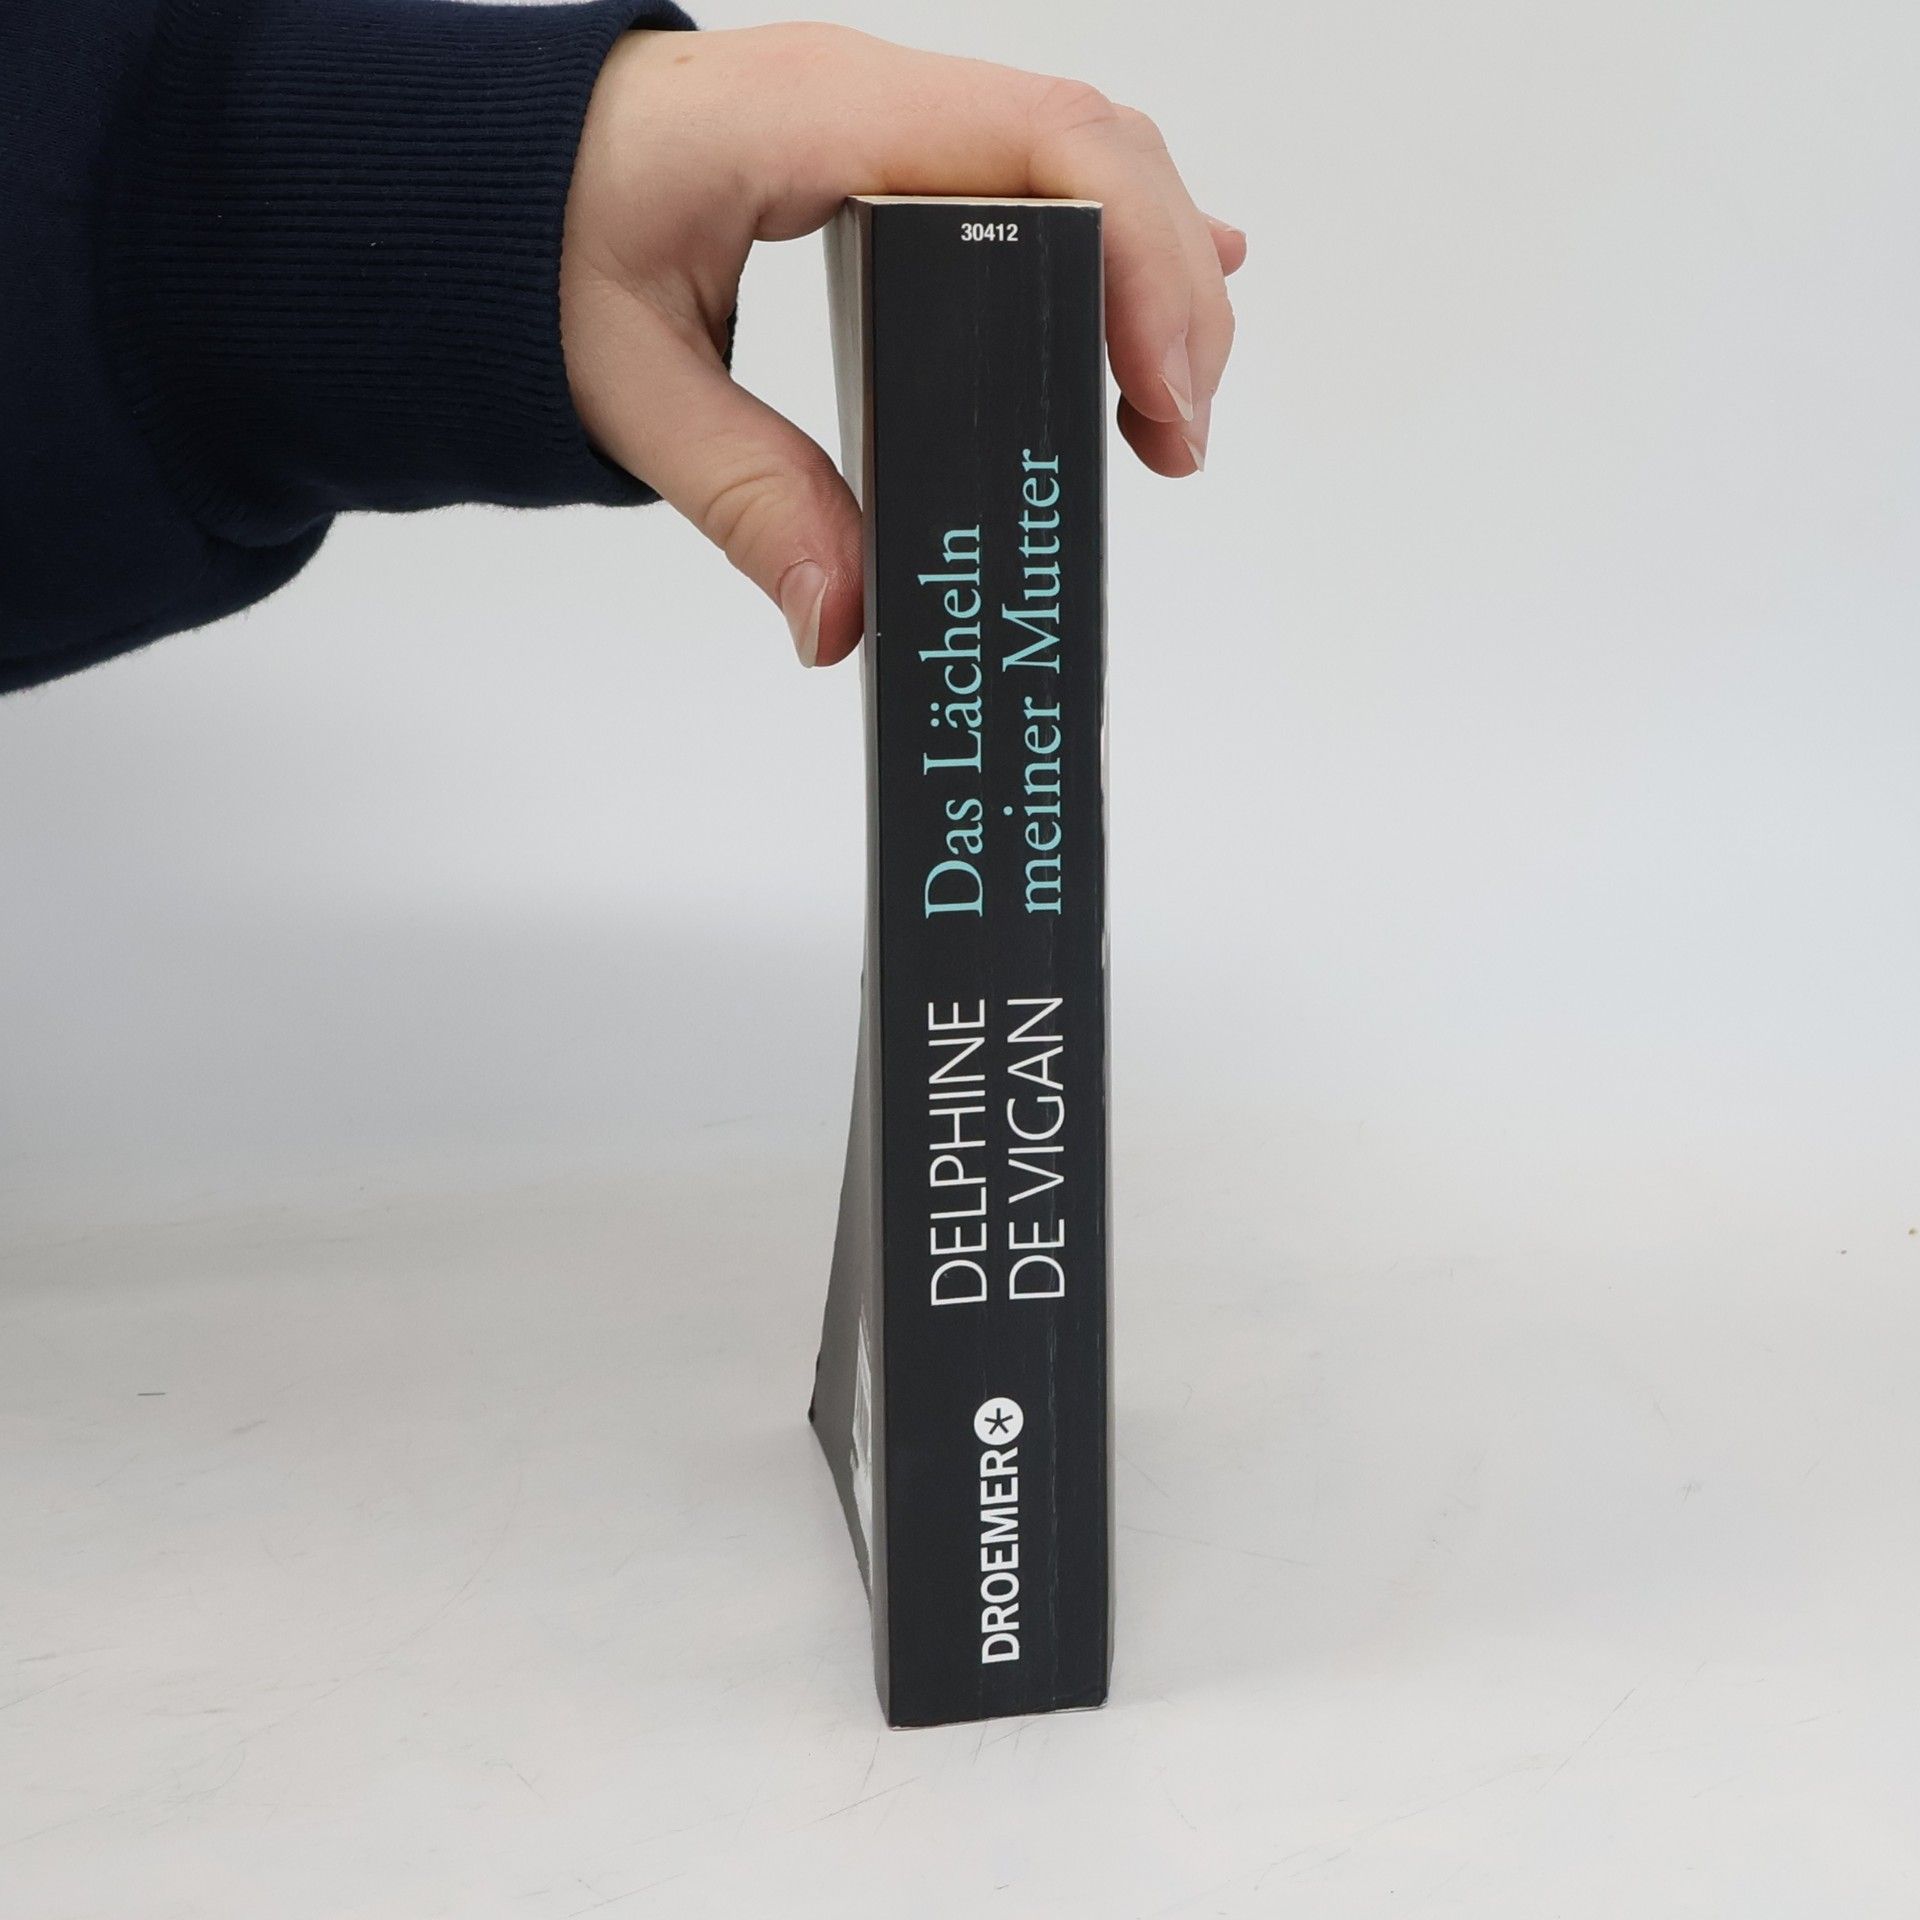 30412
Das Lächeln
meiner Mutter
DELPHINE
DE VIGAN
DROEMER